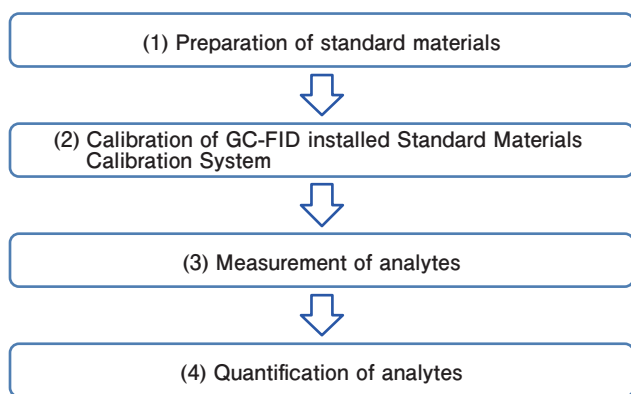 (1) Preparation of standard materials
(2) Calibration of GC-FID installed Standard Materials
Calibration System
(3) Measurement of analytes
(4) Quantification of analytes